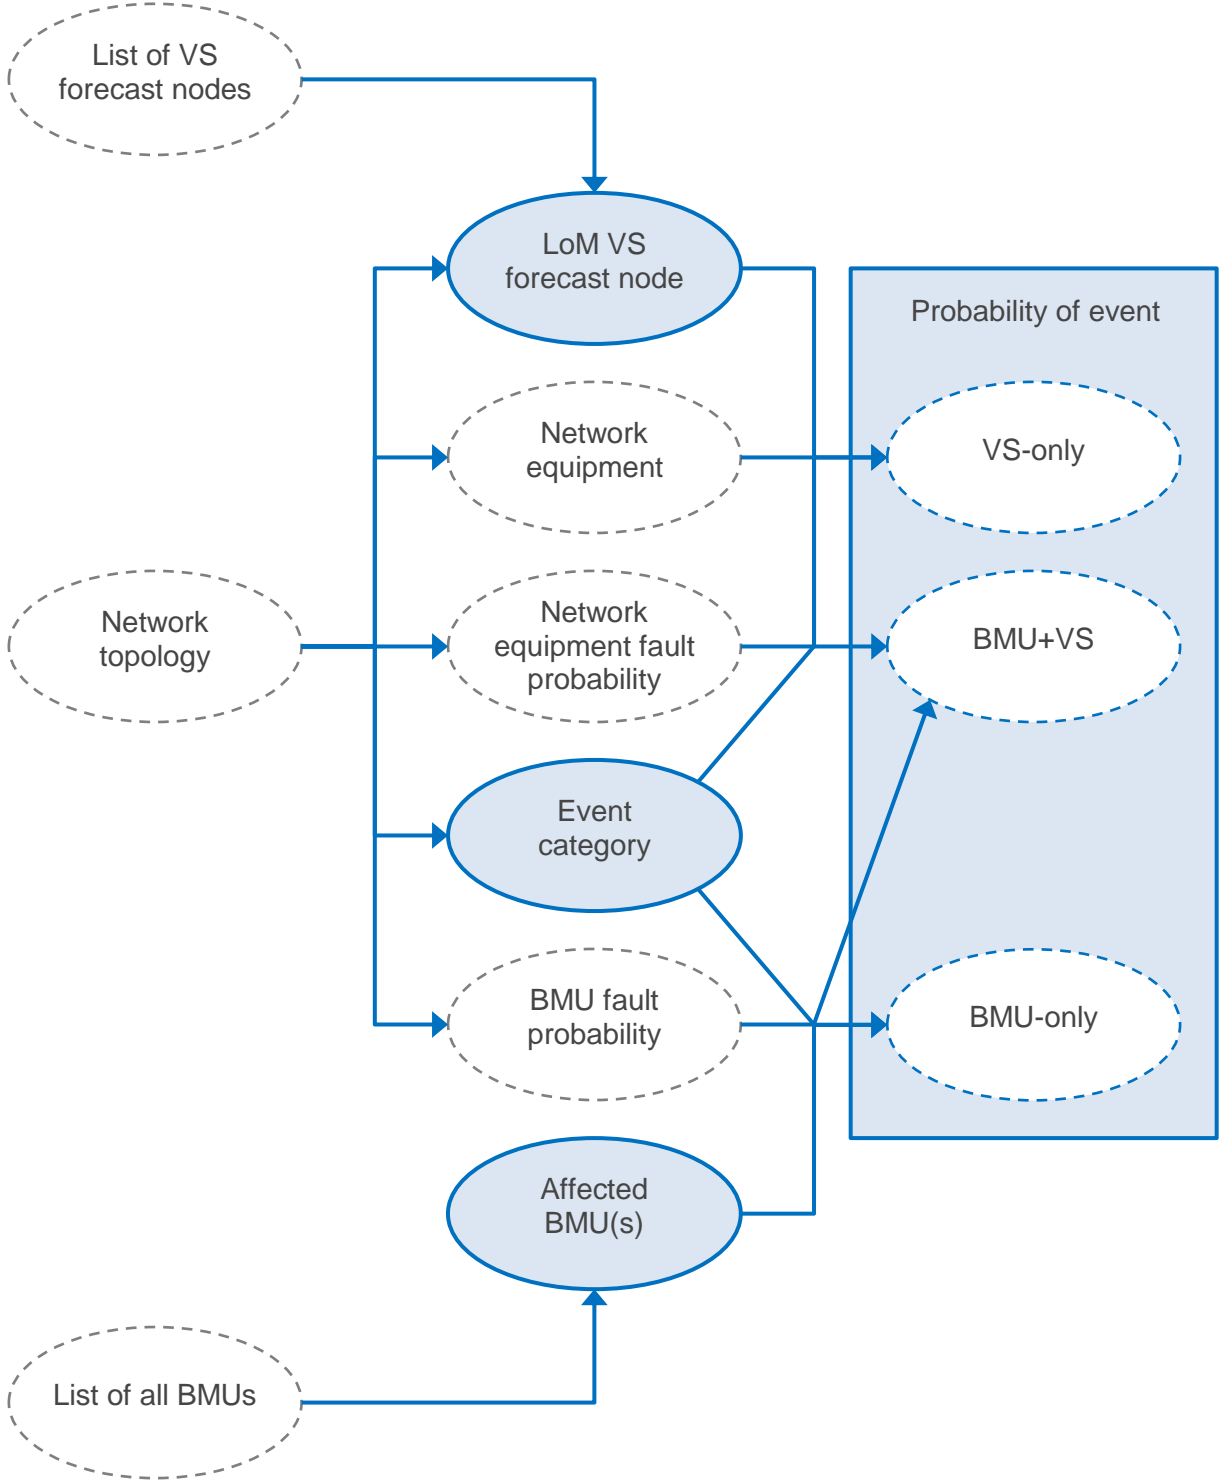 List of VS
forecast nodes
LoM VS
forecast node
Probability of event
Network
equipment
VS-only
Network
topology
Network
equipment fault
probability
BMU+VS
Event
category
BMU fault
probability
BMU-only
Affected
BMU(s)
List of all BMUs